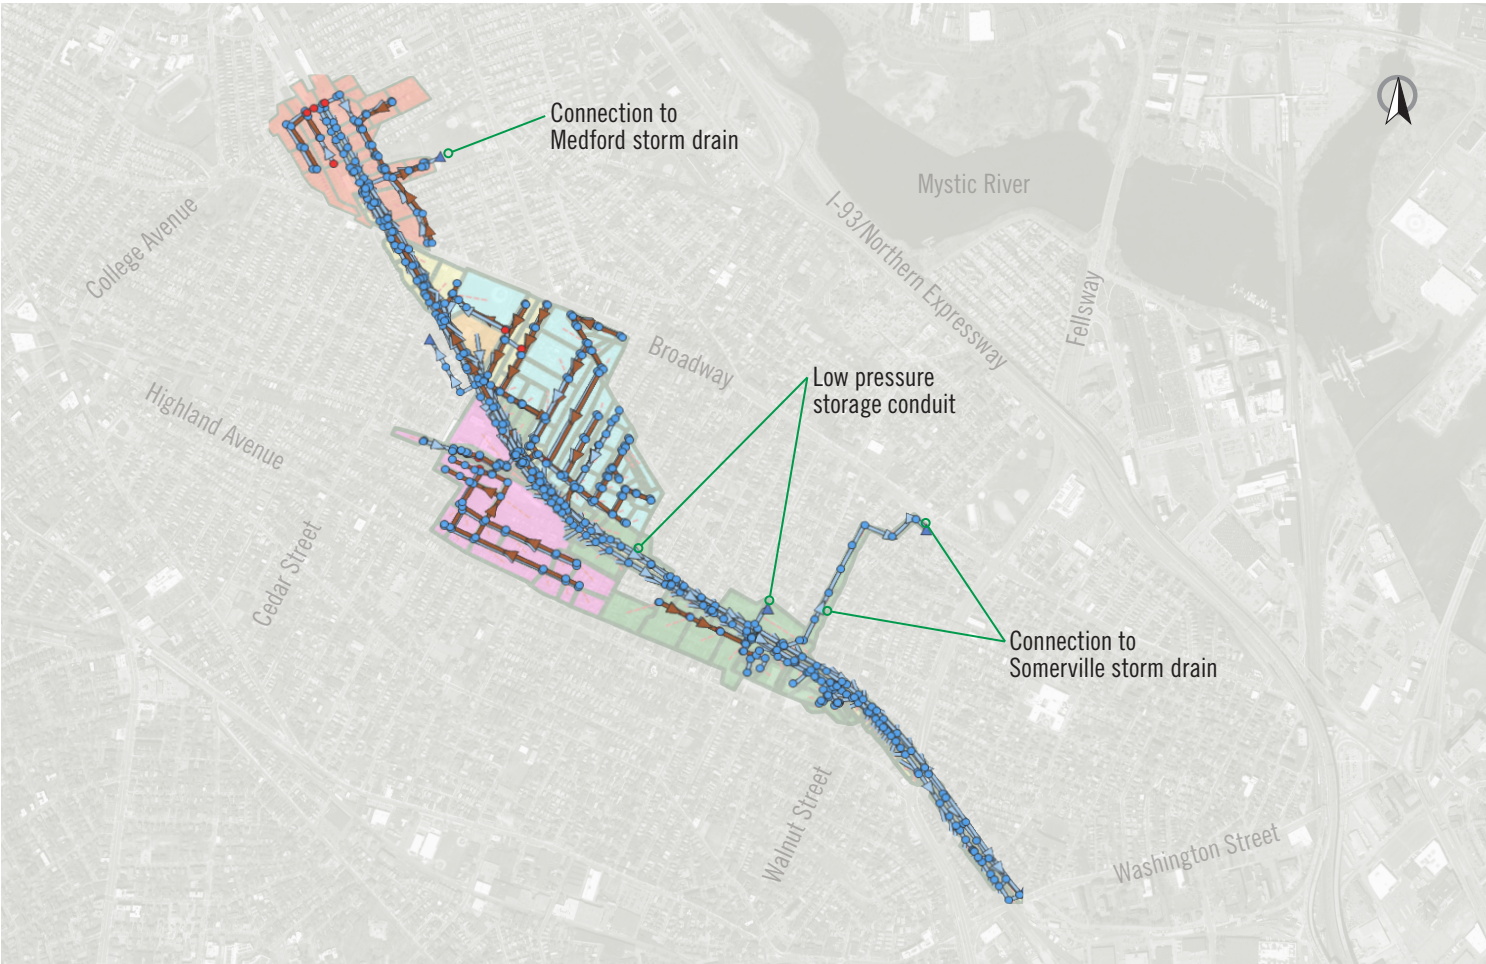 Connection to
Medford storm drain
Mystic River
I-93/Northern Expressway
College Avenue
Fellsway
Broadway
Low pressure
storage conduit
Highland Avenue
Cedar Street
Connection to
Somerville storm drain
Walnut Street
Washington Street